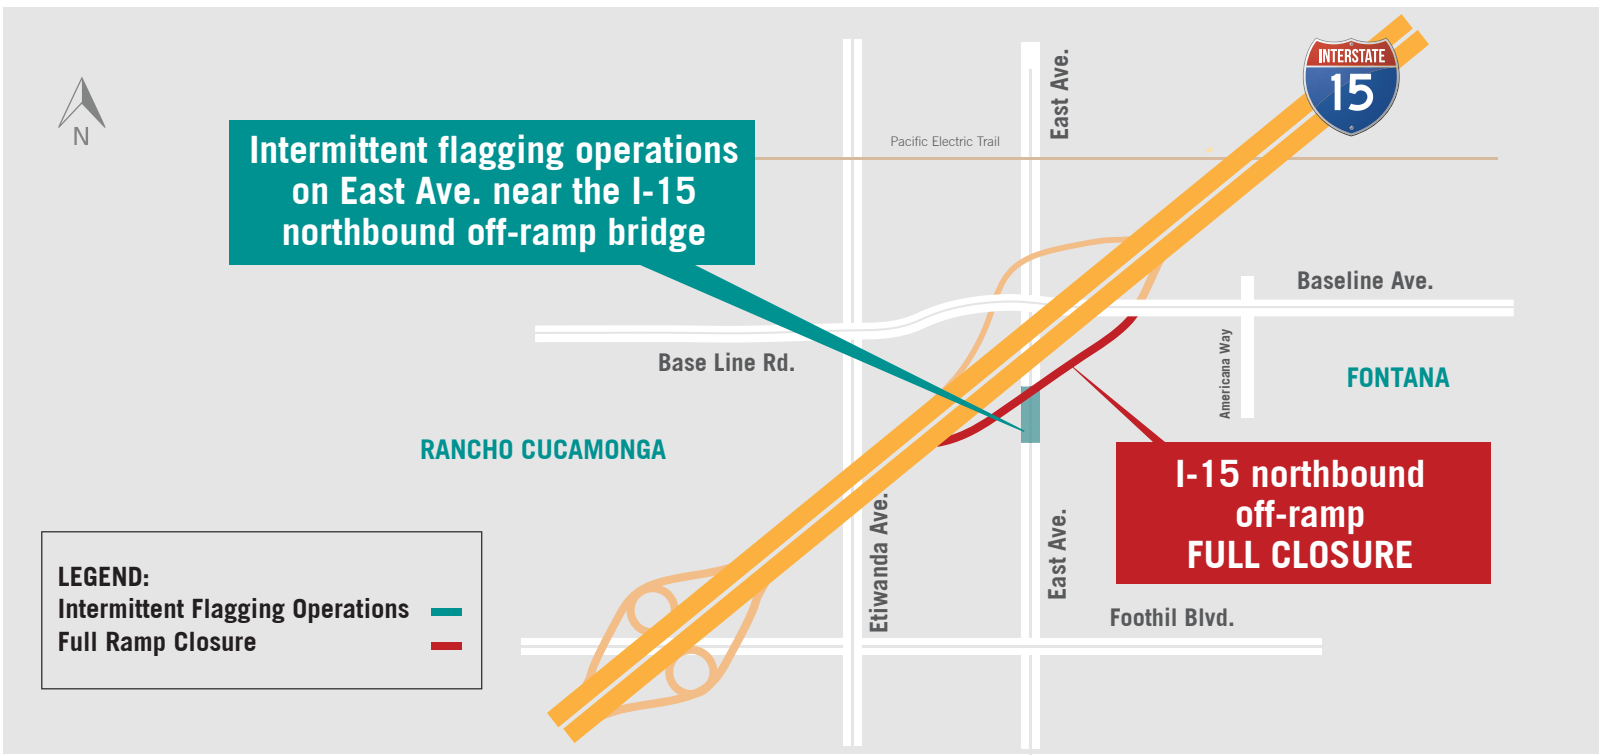 INTERSTATE
15
East Ave.
N
Pacific Electric Trail
Intermittent flagging operations
on East Ave. near the I-15
northbound off-ramp bridge
Baseline Ave.
Base Line Rd.
Americana Way
FONTANA
RANCHO CUCAMONGA
I-15 northbound
off-ramp
FULL CLOSURE
Etiwanda Ave.
East Ave.
Foothil Blvd.
LEGEND:
Intermittent Flagging Operations
Full Ramp Closure